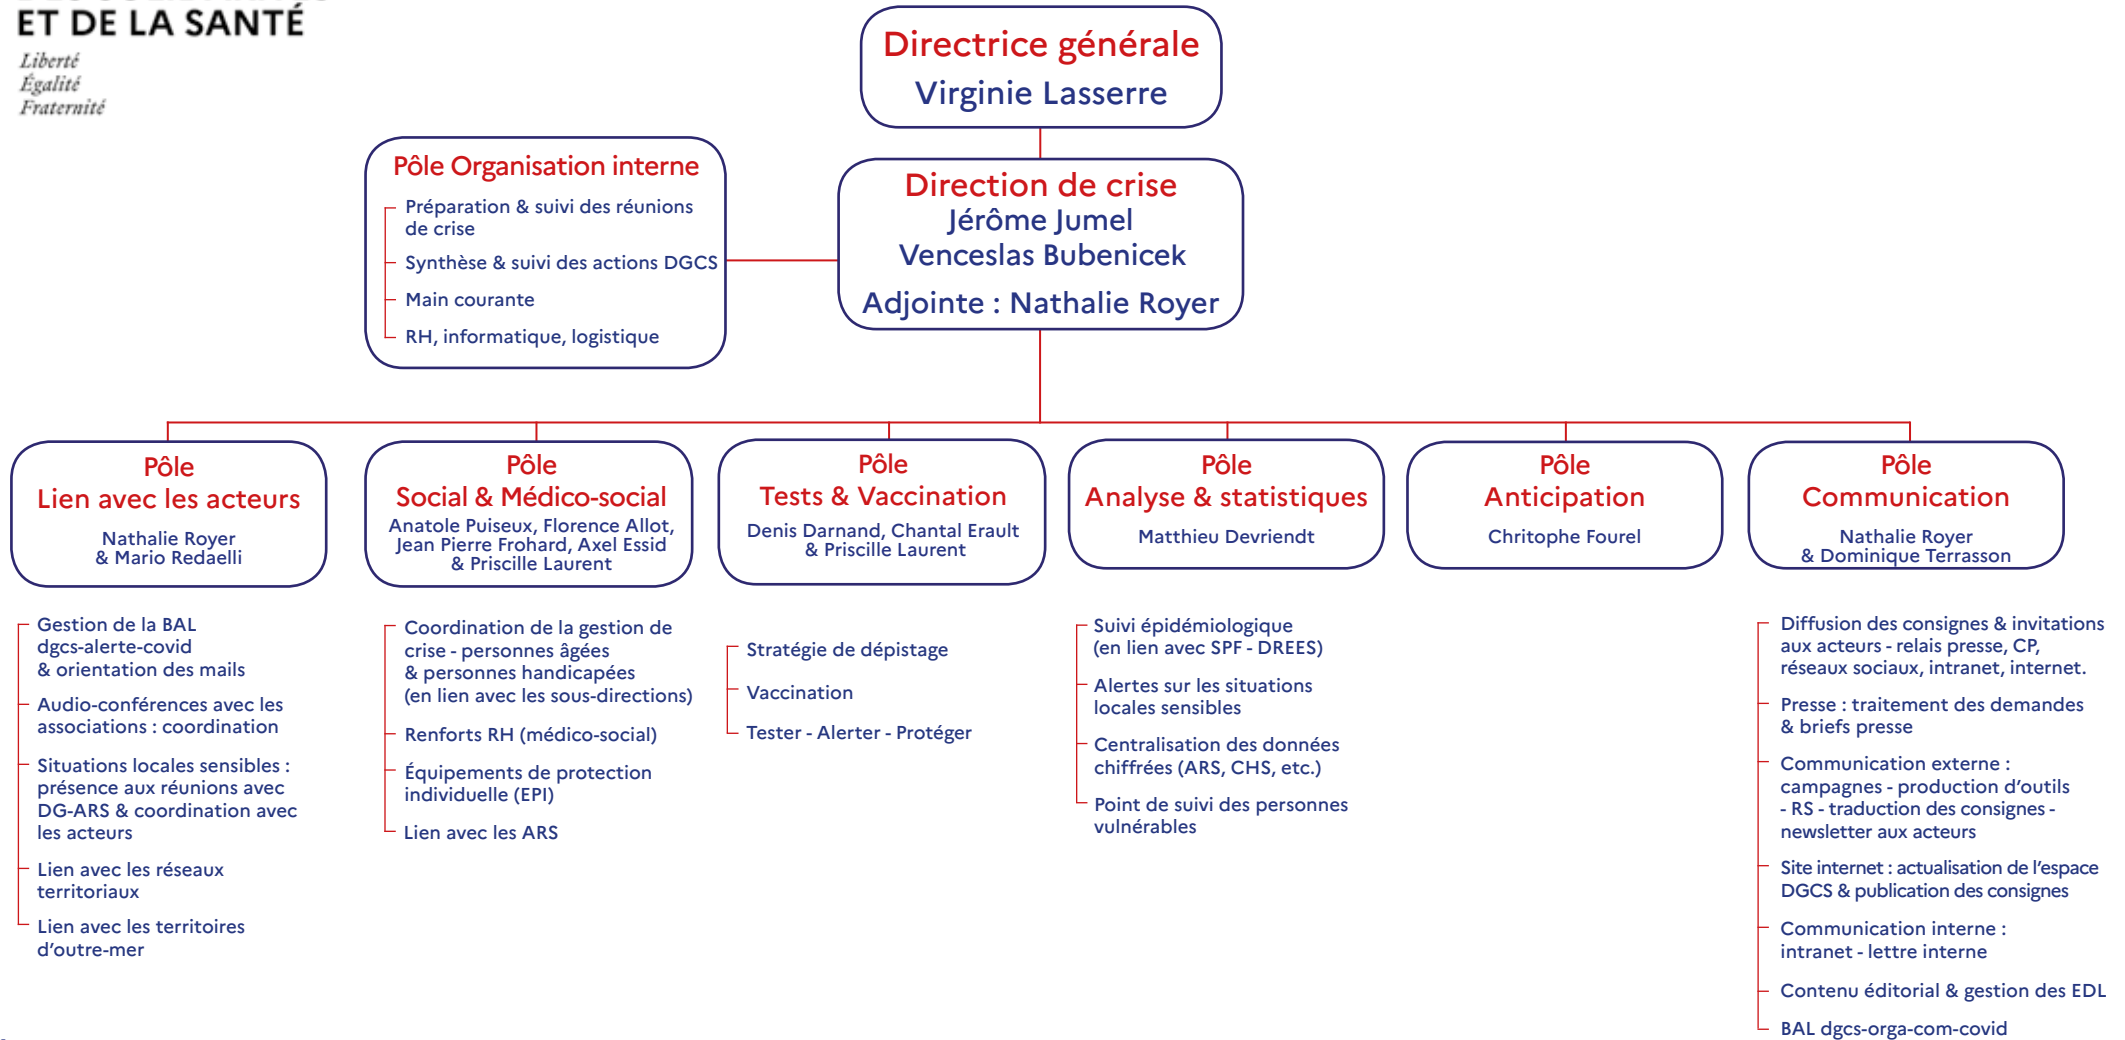 ET DE LA SANTÉ
Liberté
Égalité
Fraternité
Directrice générale
Virginie Lasserre
Pôle Organisation interne
Préparation & suivi des réunions
de crise
Synthèse & suivi des actions DGCS
Main courante
RH, informatique, logistique
Direction de crise
Jérôme Jumel
Venceslas Bubenicek
Adjointe : Nathalie Royer
Pôle
Lien avec les acteurs
Nathalie Royer
& Mario Redaelli
Gestion de la BAL
dgcs-alerte-covid
& orientation des mails
Audio-conférences avec les
associations : coordination
Situations locales sensibles :
présence aux réunions avec
DG-ARS & coordination avec
les acteurs
Lien avec les réseaux
territoriaux
Lien avec les territoires
d'outre-mer
Pôle
Social & Médico-social
Anatole Puiseux, Florence Allot,
Jean Pierre Frohard, Axel Essid
& Priscille Laurent
Coordination de la gestion de
crise - personnes âgées
& personnes handicapées
(en lien avec les sous-directions)
Renforts RH (médico-social)
Équipements de protection
individuelle (EPI)
Lien avec les ARS
Pôle
Tests & Vaccination
Denis Darnand, Chantal Erault
& Priscille Laurent
Stratégie de dépistage
Vaccination
Tester - Alerter - Protéger
Pôle
Analyse & statistiques
Matthieu Devriendt
Suivi épidémiologique
(en lien avec SPF - DREES)
Alertes sur les situations
locales sensibles
Centralisation des données
chiffrées (ARS, CHS, etc.)
Point de suivi des personnes
vulnérables
Pôle
Anticipation
Chritophe Fourel
Pôle
Communication
Nathalie Royer
& Dominique Terrasson
Diffusion des consignes & invitations
aux acteurs - relais presse, CP,
réseaux sociaux, intranet, internet.
Presse : traitement des demandes
& briefs presse
Communication externe :
campagnes - production d'outils
- RS - traduction des consignes -
newsletter aux acteurs
Site internet : actualisation de l'espace
DGCS & publication des consignes
Communication interne :
intranet - lettre interne
Contenu éditorial & gestion des EDL
BAL dgcs-orga-com-covid